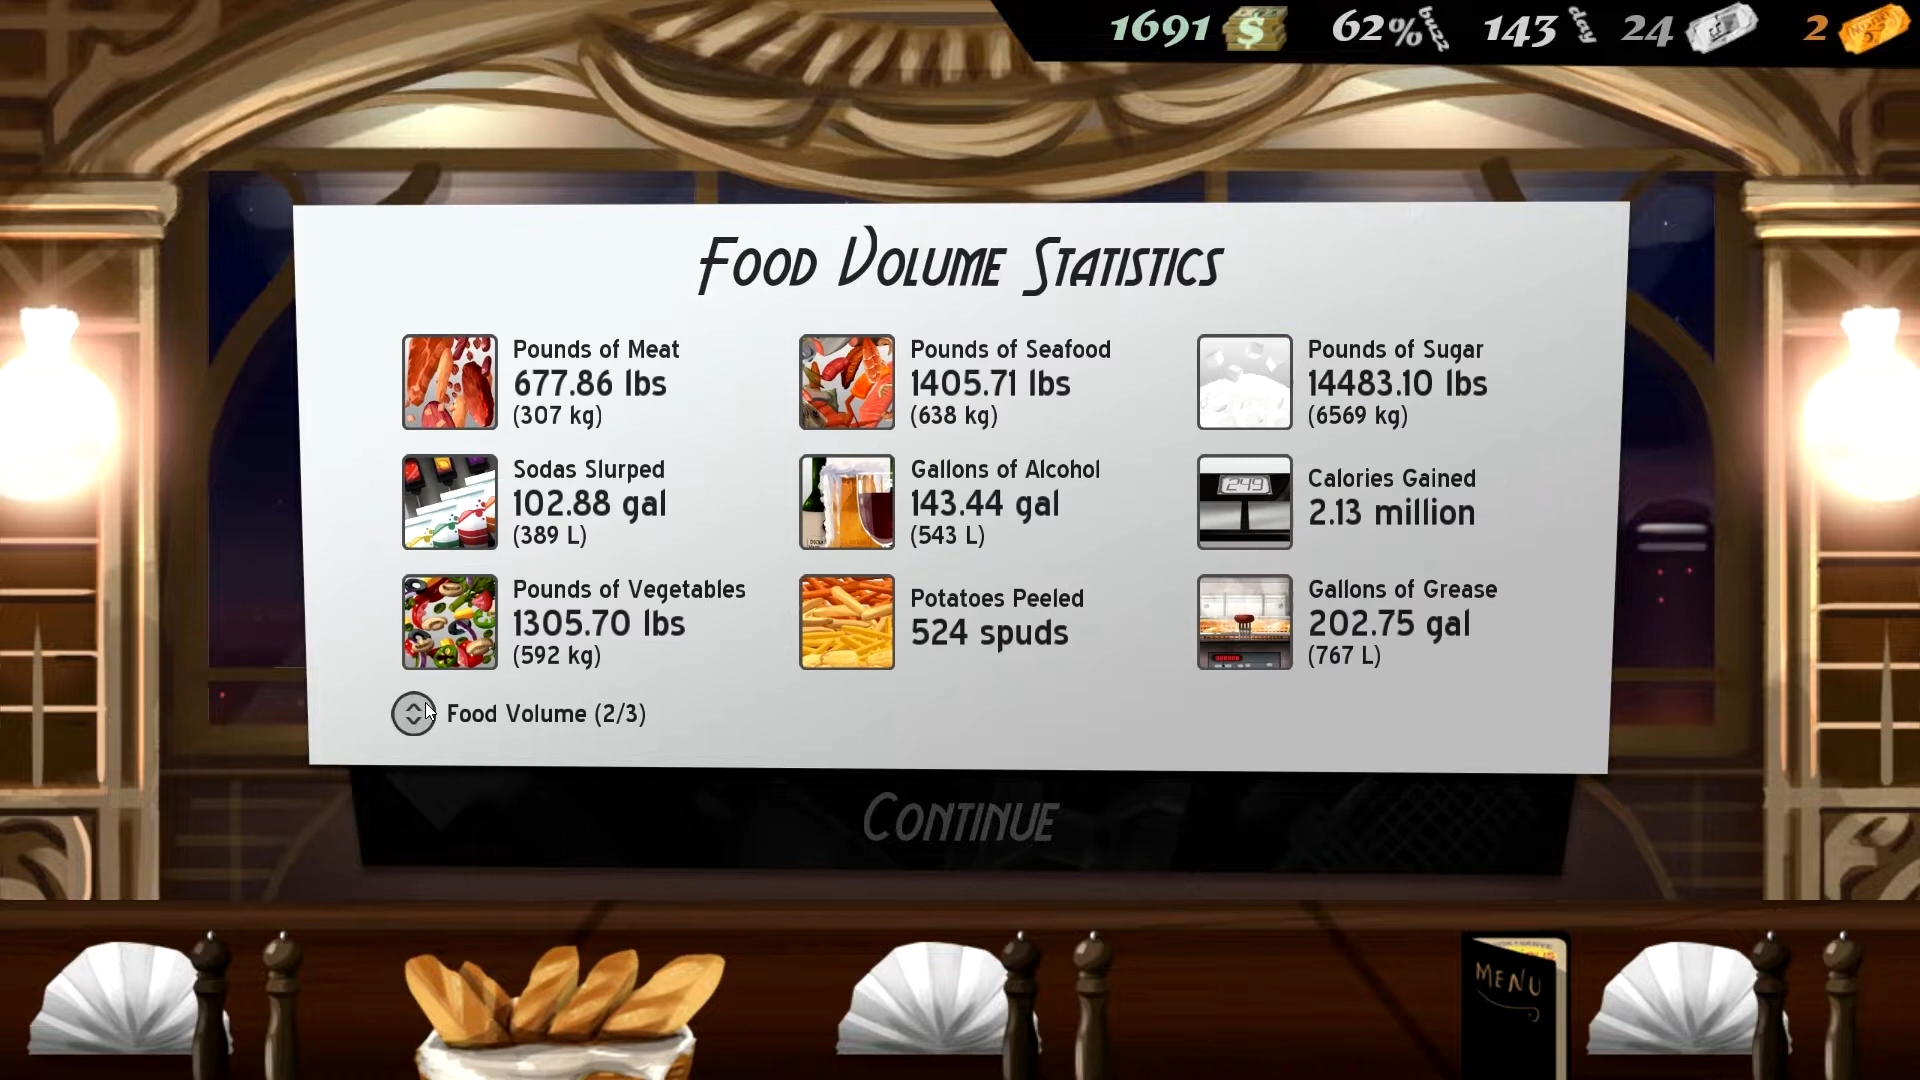 1691 $ 62% buzz 143 day 24 2
FOOD VOLUME STATISTICS
Pounds of Meat
677.86 lbs
(307 kg)
Pounds of Seafood
1405.71 lbs
(638 kg)
Pounds of Sugar
14483.10 lbs
(6569 kg)
Sodas Slurped
102.88 gal
(389 L)
Gallons of Alcohol
143.44 gal
(543 L)
249
Calories Gained
2.13 million
Pounds of Vegetables
1305.70 lbs
(592 kg)
Potatoes Peeled
524 spuds
Gallons of Grease
202.75 gal
(767 L)
Food Volume (2/3)
CONTINUE
MENU